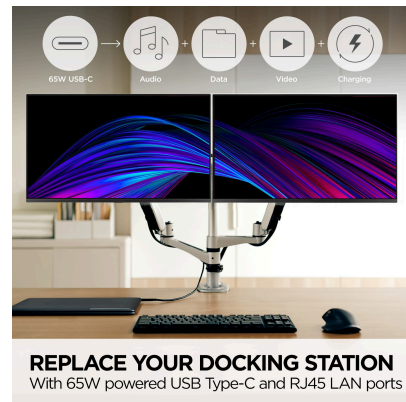 65W USB-C
Audio
Data
Video
Charging
REPLACE YOUR DOCKING STATION
With 65W powered USB Type-C and RJ45 LAN ports